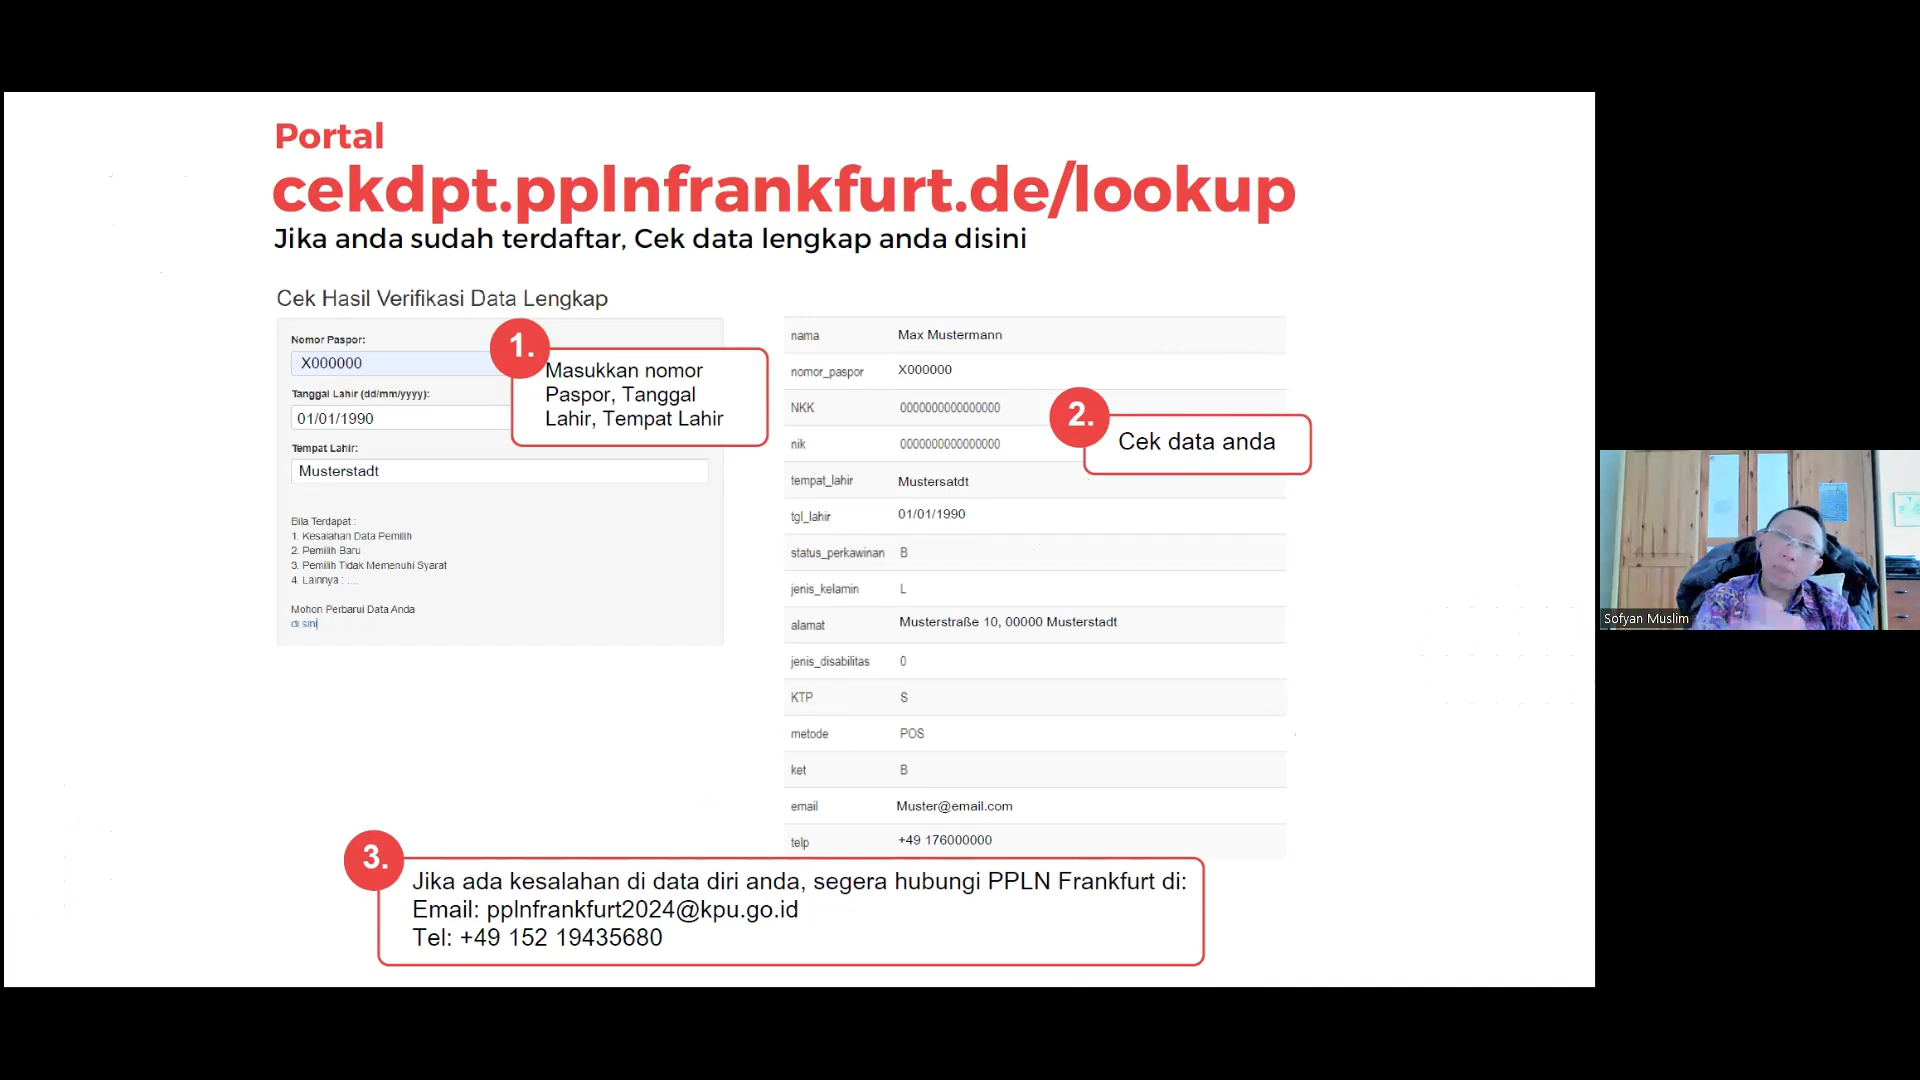 Portal
cekdpt.pplnfrankfurt.de/lookup
Jika anda sudah terdaftar, Cek data lengkap anda disini
Cek Hasil Verifikasi Data Lengkap
Nomor Paspor:
X000000
Tanggal Lahir (dd/mm/yyyy):
01/01/1990
Tempat Lahir:
Musterstadt
Bila Terdapat :
1. Kesalahan Data Pemilih
2. Pemilih Baru
3. Pemilih Tidak Memenuhi Syarat
4. Lainnya : ....
Mohon Perbarui Data Anda
di sini
1.
Masukkan nomor
Paspor, Tanggal
Lahir, Tempat Lahir
nama Max Mustermann
nomor_paspor X000000
NKK 0000000000000000
nik 0000000000000000
tempat_lahir Mustersatdt
tgl_lahir 01/01/1990
status_perkawinan B
jenis_kelamin L
alamat Musterstraße 10, 00000 Musterstadt
jenis_disabilitas 0
KTP S
metode POS
ket B
email Muster@email.com
telp +49 176000000
2.
Cek data anda
3.
Jika ada kesalahan di data diri anda, segera hubungi PPLN Frankfurt di:
Email: pplnfrankfurt2024@kpu.go.id
Tel: +49 152 19435680
Sofyan Muslim